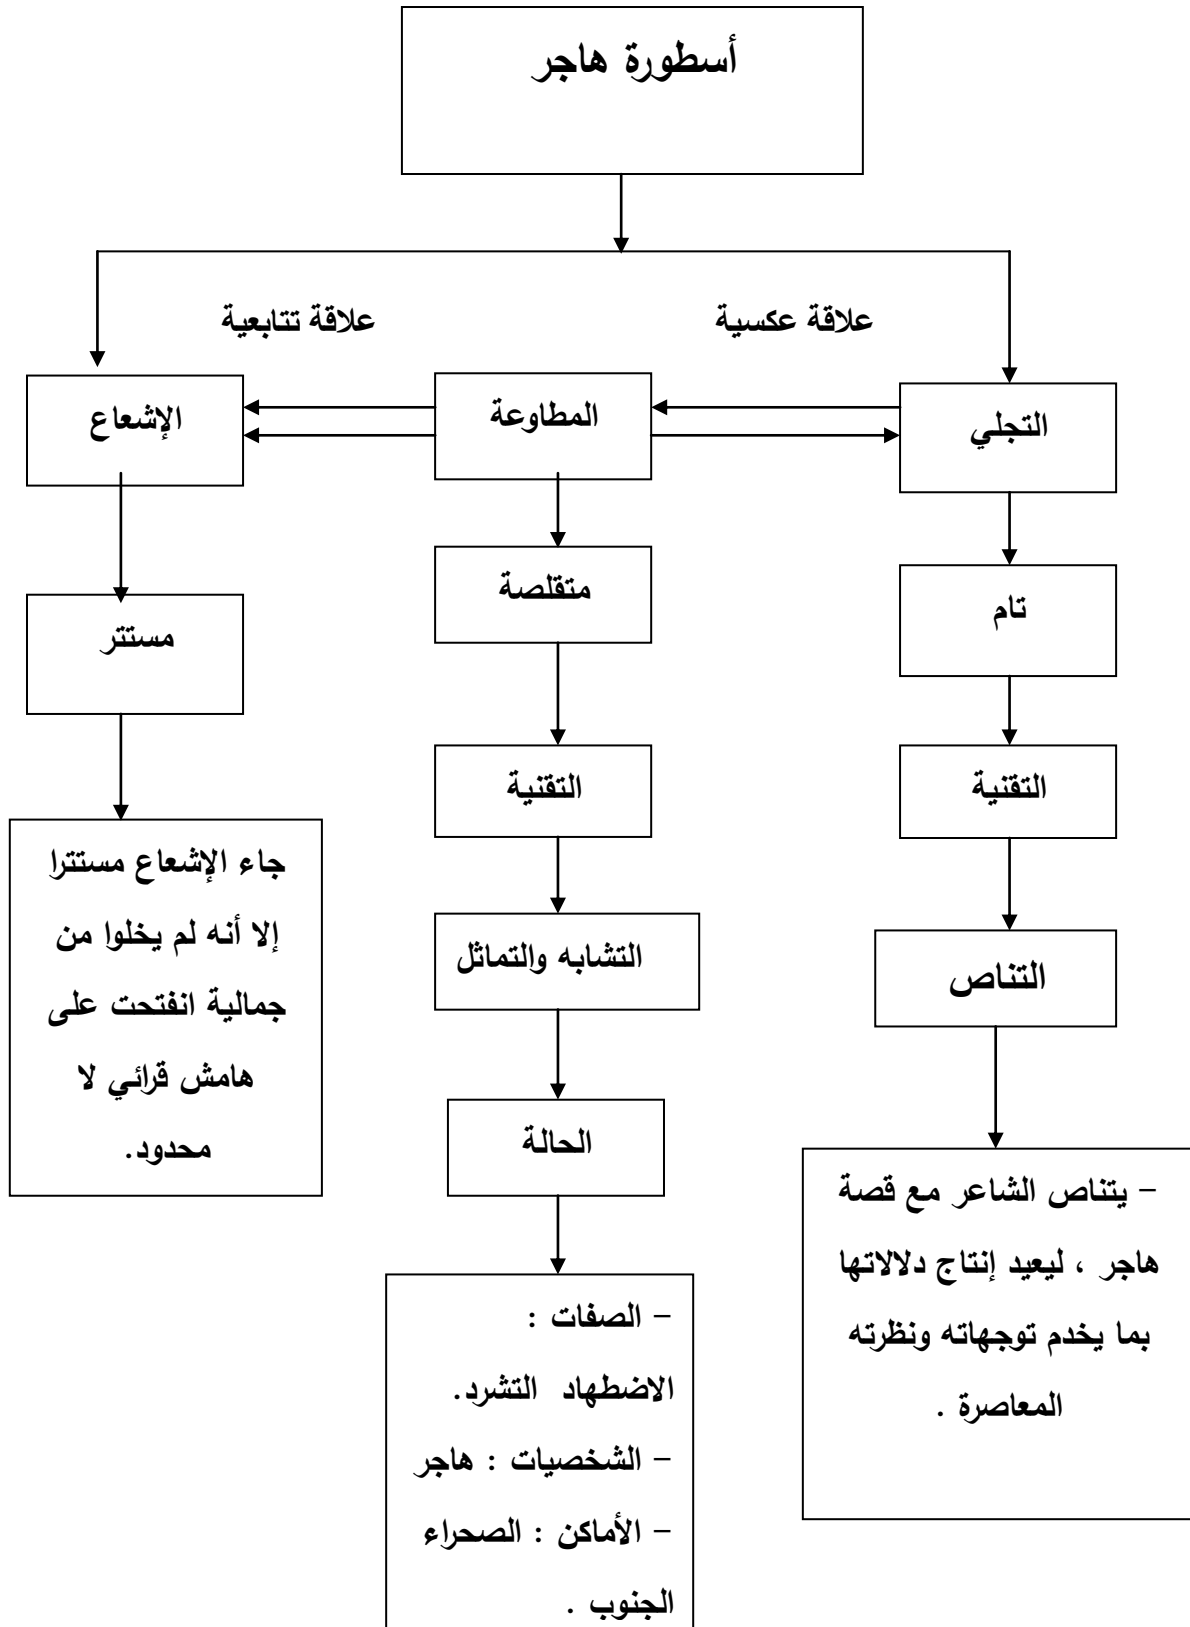 أسطورة هاجر
علاقة عكسية
علاقة تتابعية
التجلي
المطاوعة
الإشعاع
تام
متقلصة
مستتر
التقنية
التقنية
جاء الإشعاع مستترا
إلا أنه لم يخلوا من
جمالية انفتحت على
هامش قرائي لا
محدود.
التناص
التشابه والتماثل
الحالة
– يتناص الشاعر مع قصة
هاجر ، ليعيد إنتاج دلالاتها
بما يخدم توجهاته ونظرته
المعاصرة .
– الصفات :
الاضطهاد التشرد.
– الشخصيات : هاجر
– الأماكن : الصحراء
الجنوب .